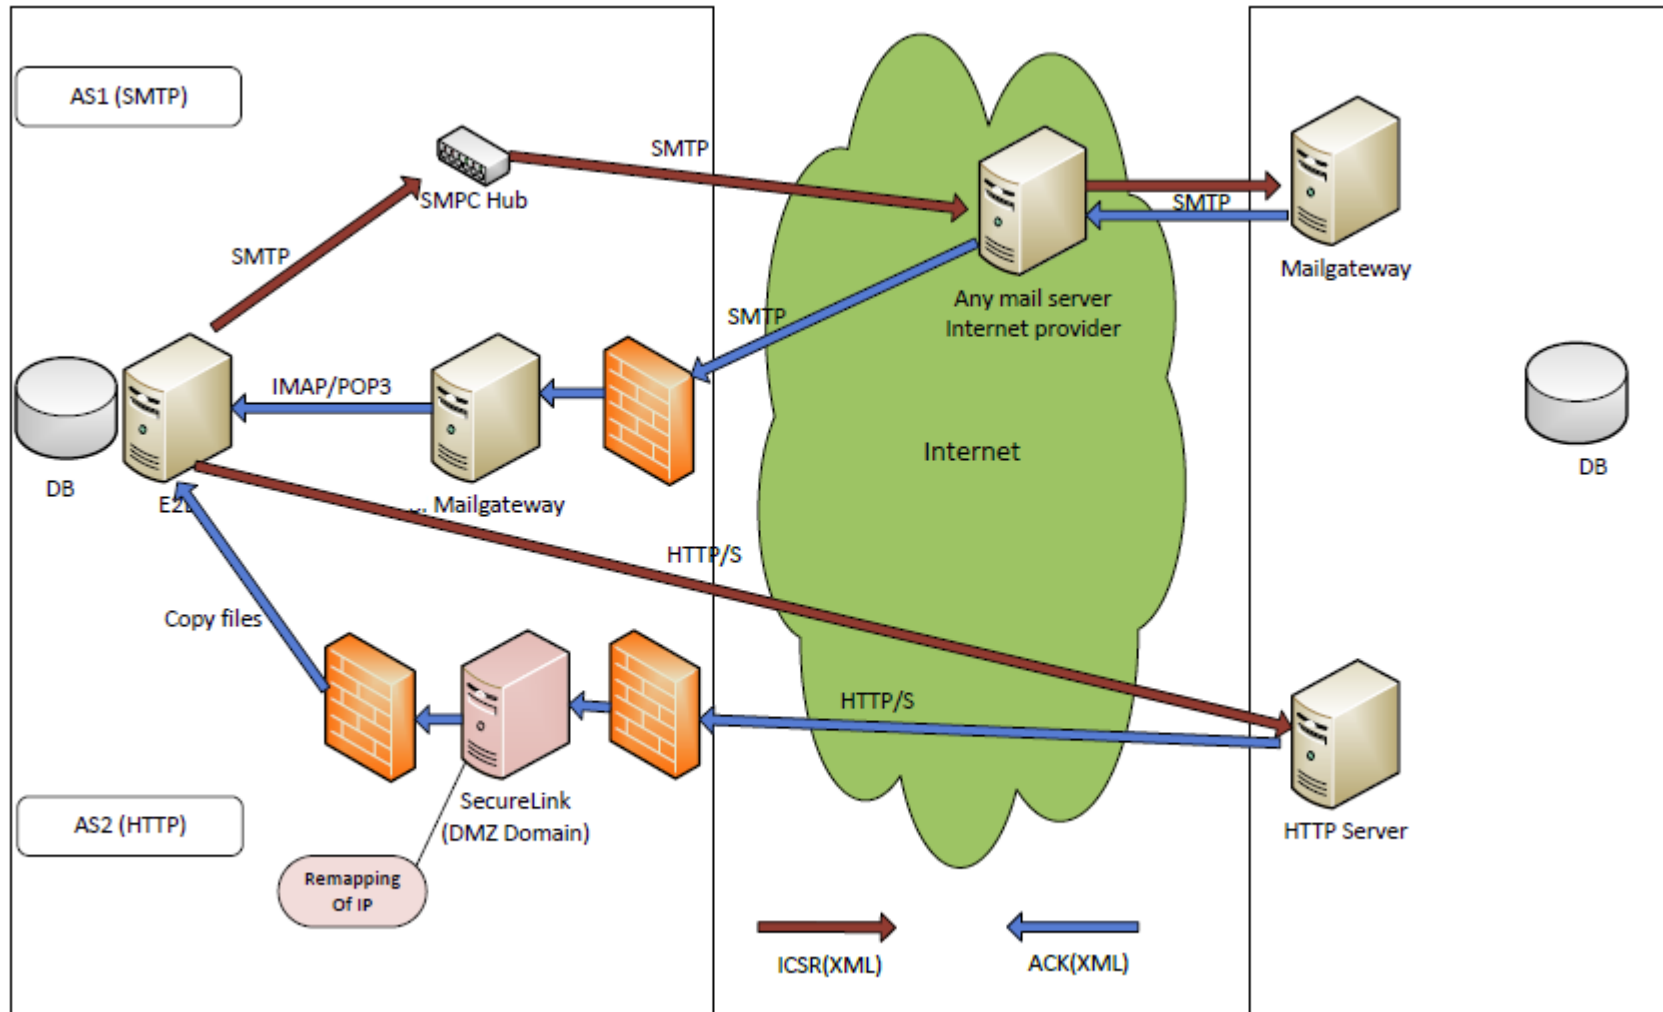 AS1 (SMTP)
SMTP
SMPC Hub
SMTP
SMTP
Mailgateway
Any mail server
Internet provider
SMTP
SMTP
IMAP/POP3
DB
... Mailgateway
Internet
DB
HTTP/S
Copy files
HTTP/S
SecureLink
(DMZ Domain)
AS2 (HTTP)
HTTP Server
Remapping
Of IP
ICSR(XML)
ACK(XML)